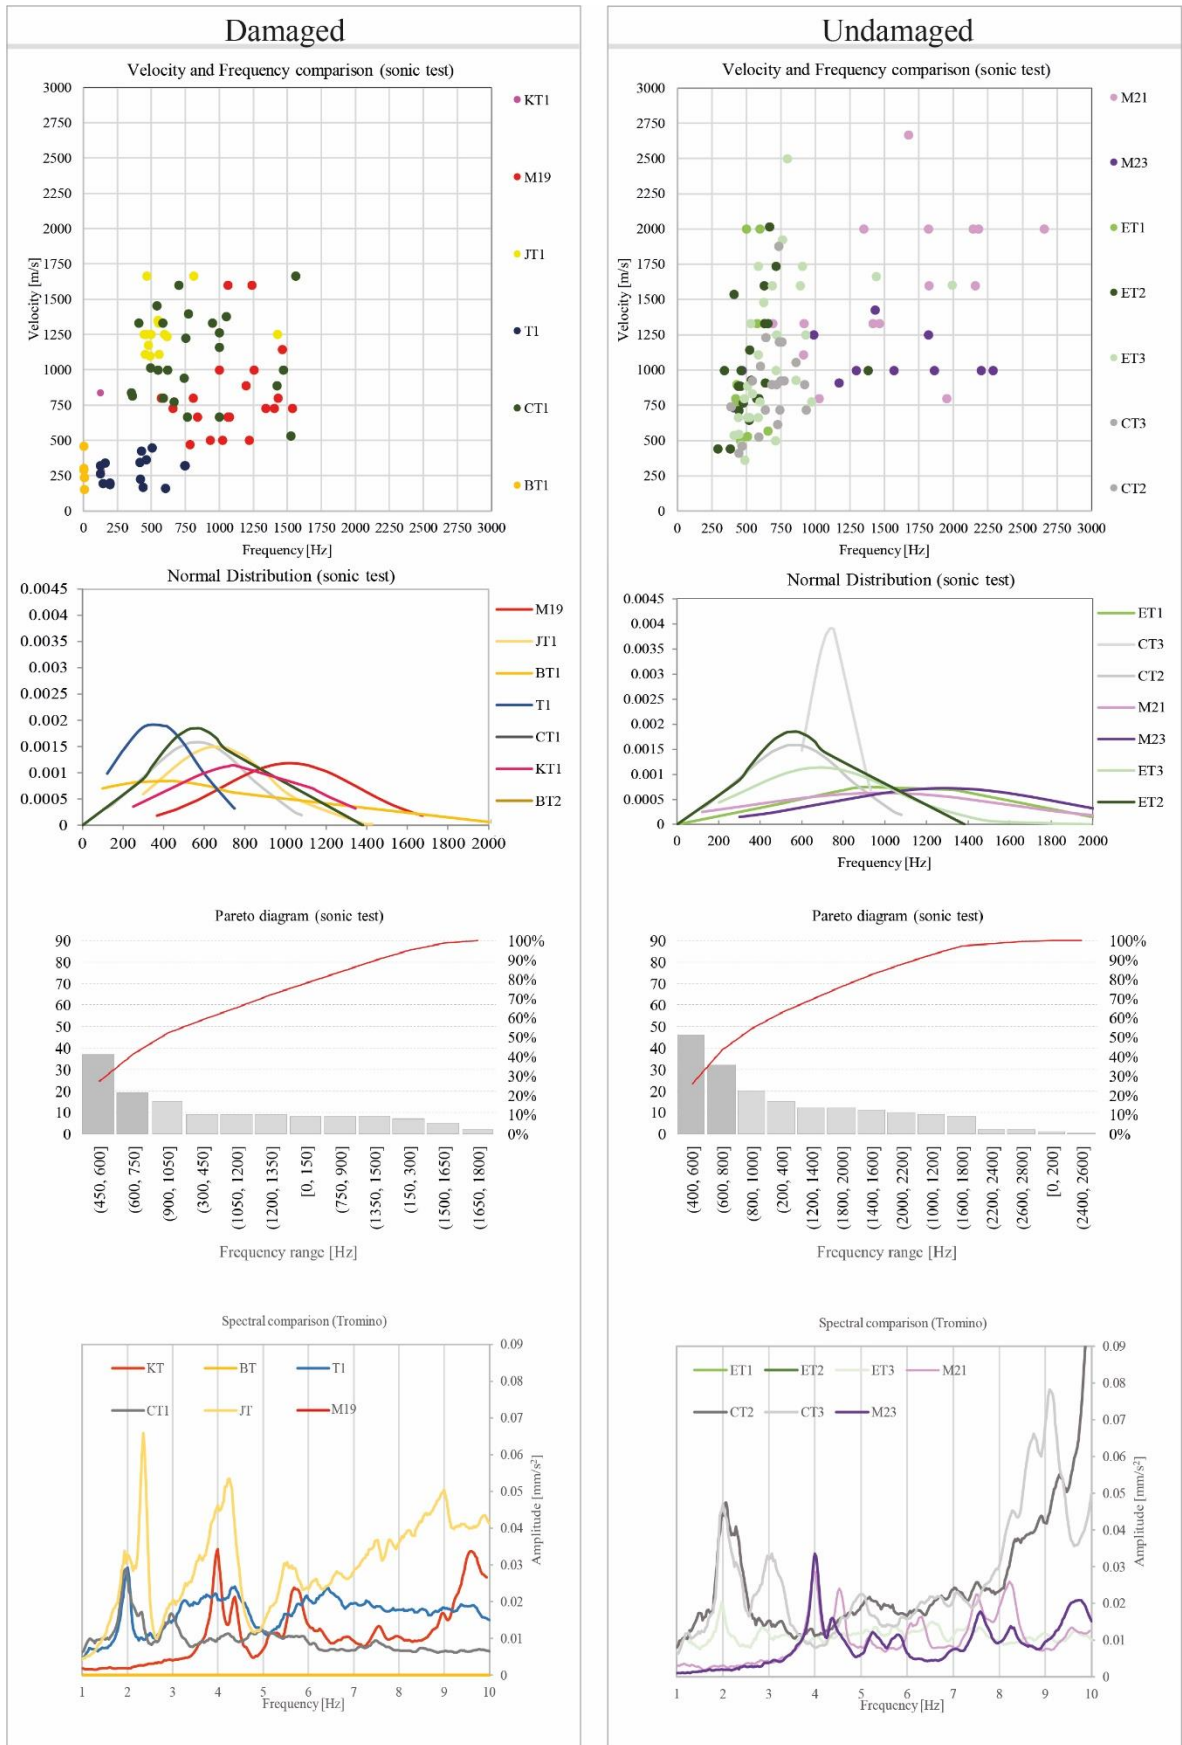 Damaged
Velocity and Frequency comparison (sonic test)
3000
2750
2500
2250
2000
1750
1500
1250
1000
750
500
250
0
Velocity [m/s]
0 250 500 750 1000 1250 1500 1750 2000 2250 2500 2750 3000
Frequency [Hz]
KT1
M19
JT1
T1
CT1
BT1
Normal Distribution (sonic test)
0.0045
0.004
0.0035
0.003
0.0025
0.002
0.0015
0.001
0.0005
0
0 200 400 600 800 1000 1200 1400 1600 1800 2000
M19
JT1
BT1
T1
CT1
KT1
BT2
Pareto diagram (sonic test)
90
80
70
60
50
40
30
20
10
0
100%
90%
80%
70%
60%
50%
40%
30%
20%
10%
0%
(450, 600]
(600, 750]
(900, 1050]
(300, 450]
(1050, 1200]
(1200, 1350]
[0, 150]
(750, 900]
(1350, 1500]
(150, 300]
(1500, 1650]
(1650, 1800]
Frequency range [Hz]
Spectral comparison (Tromino)
KT BT T1
CT1 JT M19
0.09
0.08
0.07
0.06
0.05
0.04
0.03
0.02
0.01
0
Amplitude [mm/s²]
1 2 3 4 5 6 7 8 9 10
Frequency [Hz]
Undamaged
Velocity and Frequency comparison (sonic test)
3000
2750
2500
2250
2000
1750
1500
1250
1000
750
500
250
0
Velocity [m/s]
0 250 500 750 1000 1250 1500 1750 2000 2250 2500 2750 3000
Frequency [Hz]
M21
M23
ET1
ET2
ET3
CT3
CT2
Normal Distribution (sonic test)
0.0045
0.004
0.0035
0.003
0.0025
0.002
0.0015
0.001
0.0005
0
0 200 400 600 800 1000 1200 1400 1600 1800 2000
Frequency [Hz]
ET1
CT3
CT2
M21
M23
ET3
ET2
Pareto diagram (sonic test)
90
80
70
60
50
40
30
20
10
0
100%
90%
80%
70%
60%
50%
40%
30%
20%
10%
0%
(400, 600]
(600, 800]
(800, 1000]
(200, 400]
(1200, 1400]
(1800, 2000]
(1400, 1600]
(2000, 2200]
(1000, 1200]
(1600, 1800]
(2200, 2400]
(2600, 2800]
[0, 200]
(2400, 2600]
Frequency range [Hz]
Spectral comparison (Tromino)
ET1 ET2 ET3 M21
CT2 CT3 M23
0.09
0.08
0.07
0.06
0.05
0.04
0.03
0.02
0.01
0
Amplitude [mm/s²]
1 2 3 4 5 6 7 8 9 10
Frequency [Hz]